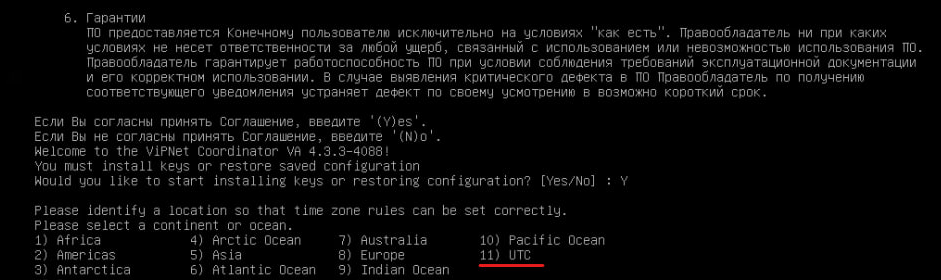 6. Гарантии
ПО предоставляется Конечному пользователю исключительно на условиях "как есть". Правообладатель ни при каких
условиях не несет ответственности за любой ущерб, связанный с использованием или невозможностью использования ПО.
Правообладатель гарантирует работоспособность ПО при условии соблюдения требований эксплуатационной документации
и его корректном использовании. В случае выявления критического дефекта в ПО Правообладатель по получению
соответствующего уведомления устраняет дефект по своему усмотрению в возможно короткий срок.
Если Вы согласны принять Соглашение, введите '(Y)es'.
Если Вы не согласны принять Соглашение, введите '(N)o'.
Welcome to the ViPNet Coordinator VA 4.3.3-4088!
You must install keys or restore saved configuration
Would you like to start installing keys or restoring configuration? [Yes/No] : Y
Please identify a location so that time zone rules can be set correctly.
Please select a continent or ocean.
1) Africa 4) Arctic Ocean 7) Australia 10) Pacific Ocean
2) Americas 5) Asia 8) Europe 11) UTC
3) Antarctica 6) Atlantic Ocean 9) Indian Ocean